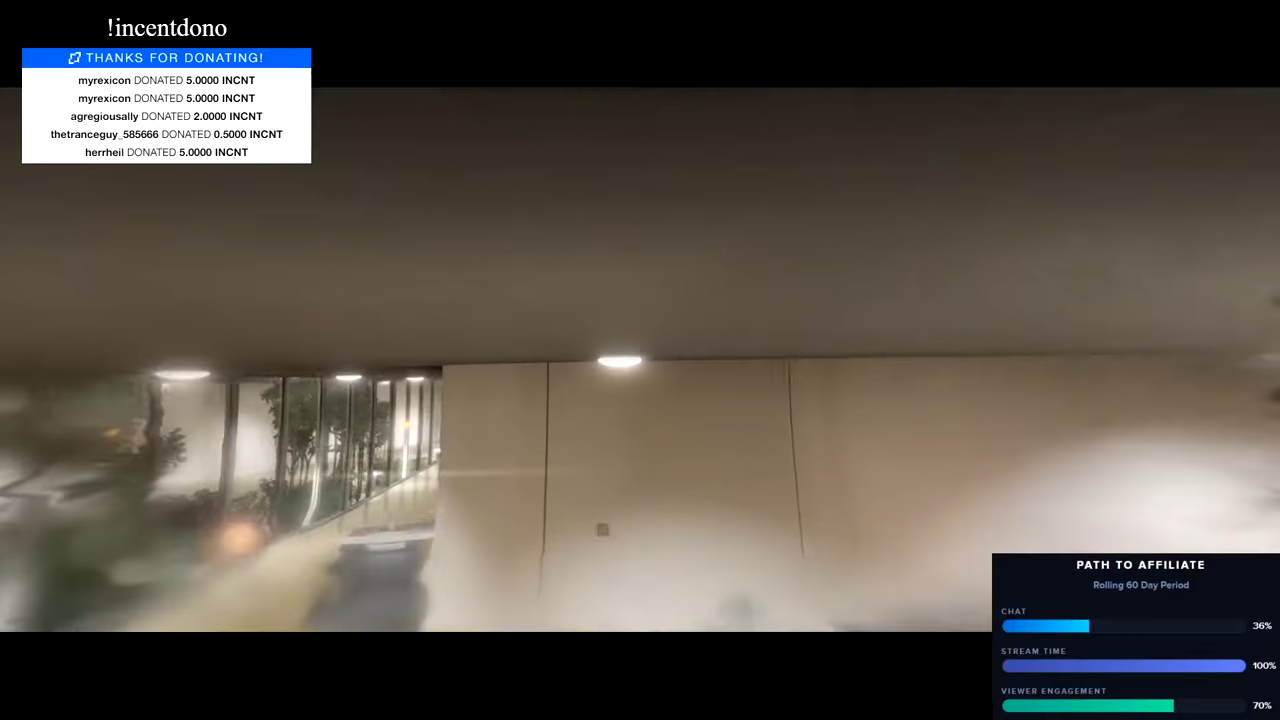 !incentdono
THANKS FOR DONATING!
myrexicon DONATED 5.0000 INCNT
myrexicon DONATED 5.0000 INCNT
agregiousally DONATED 2.0000 INCNT
thetranceguy_585666 DONATED 0.5000 INCNT
herrheil DONATED 5.0000 INCNT
PATH TO AFFILIATE
Rolling 60 Day Period
CHAT
36%
STREAM TIME
100%
VIEWER ENGAGEMENT
70%